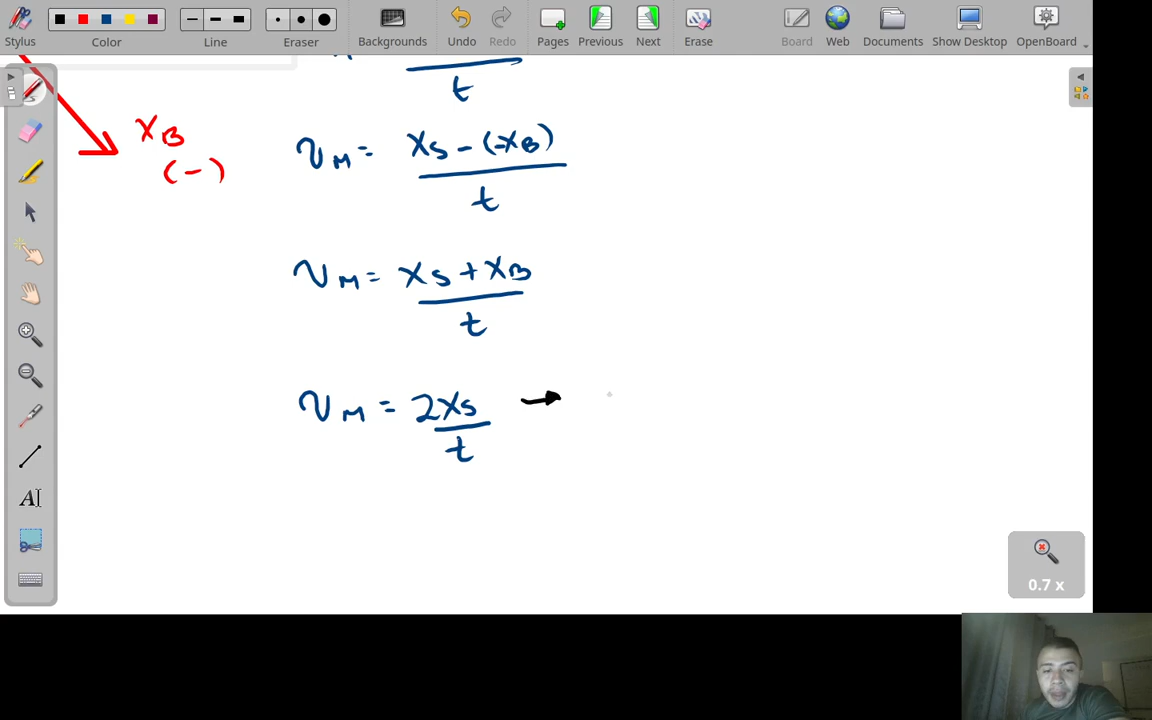 Stylus Color Line Eraser Backgrounds Undo Redo Pages Previous Next Erase Board Web Documents Show Desktop OpenBoard
t
xB
(-)
VM = xS - (-xB)
t
VM = xS + xB
t
VM = 2xS →
t
0.7 x